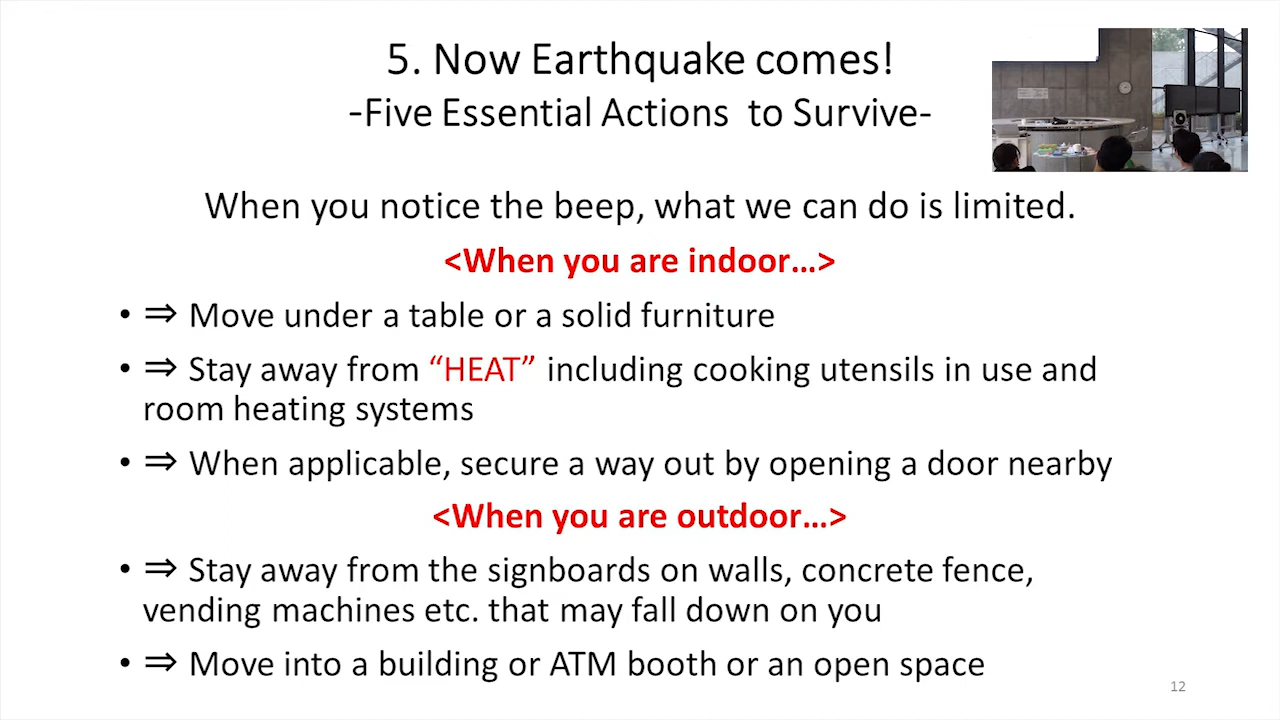 5. Now Earthquake comes!
-Five Essential Actions to Survive-
When you notice the beep, what we can do is limited.
<When you are indoor...>
• ⇒ Move under a table or a solid furniture
• ⇒ Stay away from “HEAT” including cooking utensils in use and
room heating systems
• ⇒ When applicable, secure a way out by opening a door nearby
<When you are outdoor...>
• ⇒ Stay away from the signboards on walls, concrete fence,
vending machines etc. that may fall down on you
• ⇒ Move into a building or ATM booth or an open space
12